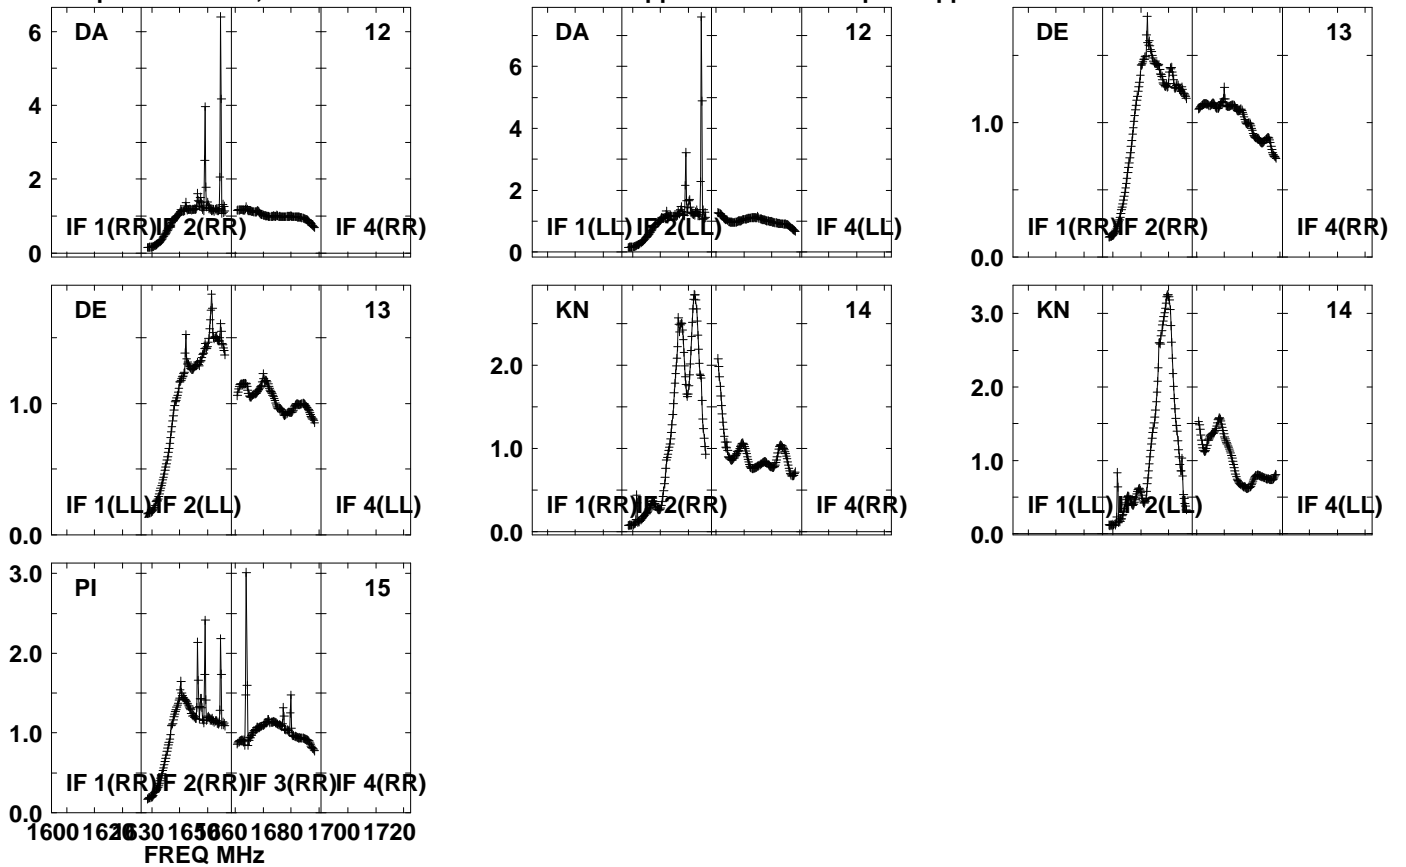 DA 12 DA 12 DE 13
6
4
2
0
6
4
2
0
1.0
0.0
IF 1(RR) IF 2(RR) IF 4(RR) IF 1(LL) IF 2(LL) IF 4(LL) IF 1(RR) IF 2(RR) IF 4(RR)
DE 13 KN 14 KN 14
1.0
0.0
2.0
1.0
0.0
3.0
2.0
1.0
0.0
IF 1(LL) IF 2(LL) IF 4(LL) IF 1(RR) IF 2(RR) IF 4(RR) IF 1(LL) IF 2(LL) IF 4(LL)
PI 15
3.0
2.0
1.0
0.0
IF 1(RR) IF 2(RR) IF 3(RR) IF 4(RR)
1600 1620 1630 1650 1660 1680 1700 1720
FREQ MHz